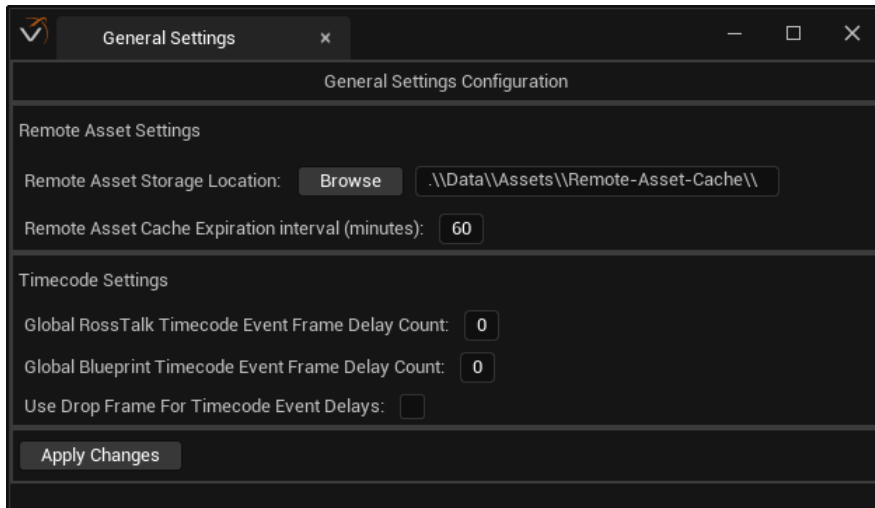 General Settings
General Settings Configuration
Remote Asset Settings
Remote Asset Storage Location: Browse .\\Data\\Assets\\Remote-Asset-Cache\\
Remote Asset Cache Expiration interval (minutes): 60
Timecode Settings
Global RossTalk Timecode Event Frame Delay Count: 0
Global Blueprint Timecode Event Frame Delay Count: 0
Use Drop Frame For Timecode Event Delays:
Apply Changes